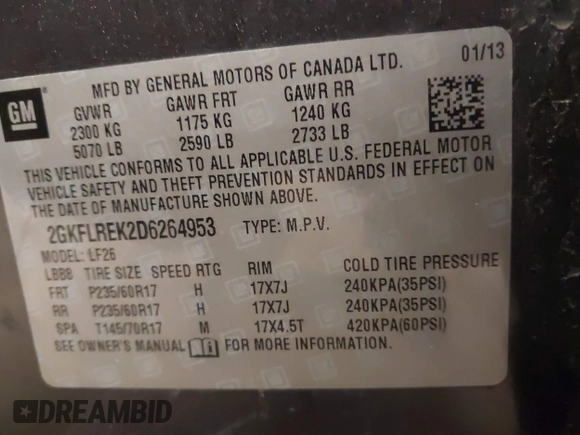 MFD BY GENERAL MOTORS OF CANADA LTD. 01/13
GM
GVWR GAWR FRT GAWR RR
2300 KG 1175 KG 1240 KG
5070 LB 2590 LB 2733 LB
THIS VEHICLE CONFORMS TO ALL APPLICABLE U.S. FEDERAL MOTOR
VEHICLE SAFETY AND THEFT PREVENTION STANDARDS IN EFFECT ON
THE DATE OF MANUFACTURE SHOWN ABOVE.
2GKFLREK2D6264953 TYPE: M.P.V.
MODEL: LF26
LBB8 TIRE SIZE SPEED RTG RIM COLD TIRE PRESSURE
FRT P235/60R17 H 17X7J 240KPA(35PSI)
RR P235/60R17 H 17X7J 240KPA(35PSI)
SPA T145/70R17 M 17X4.5T 420KPA(60PSI)
SEE OWNER'S MANUAL FOR MORE INFORMATION.
DREAMBID